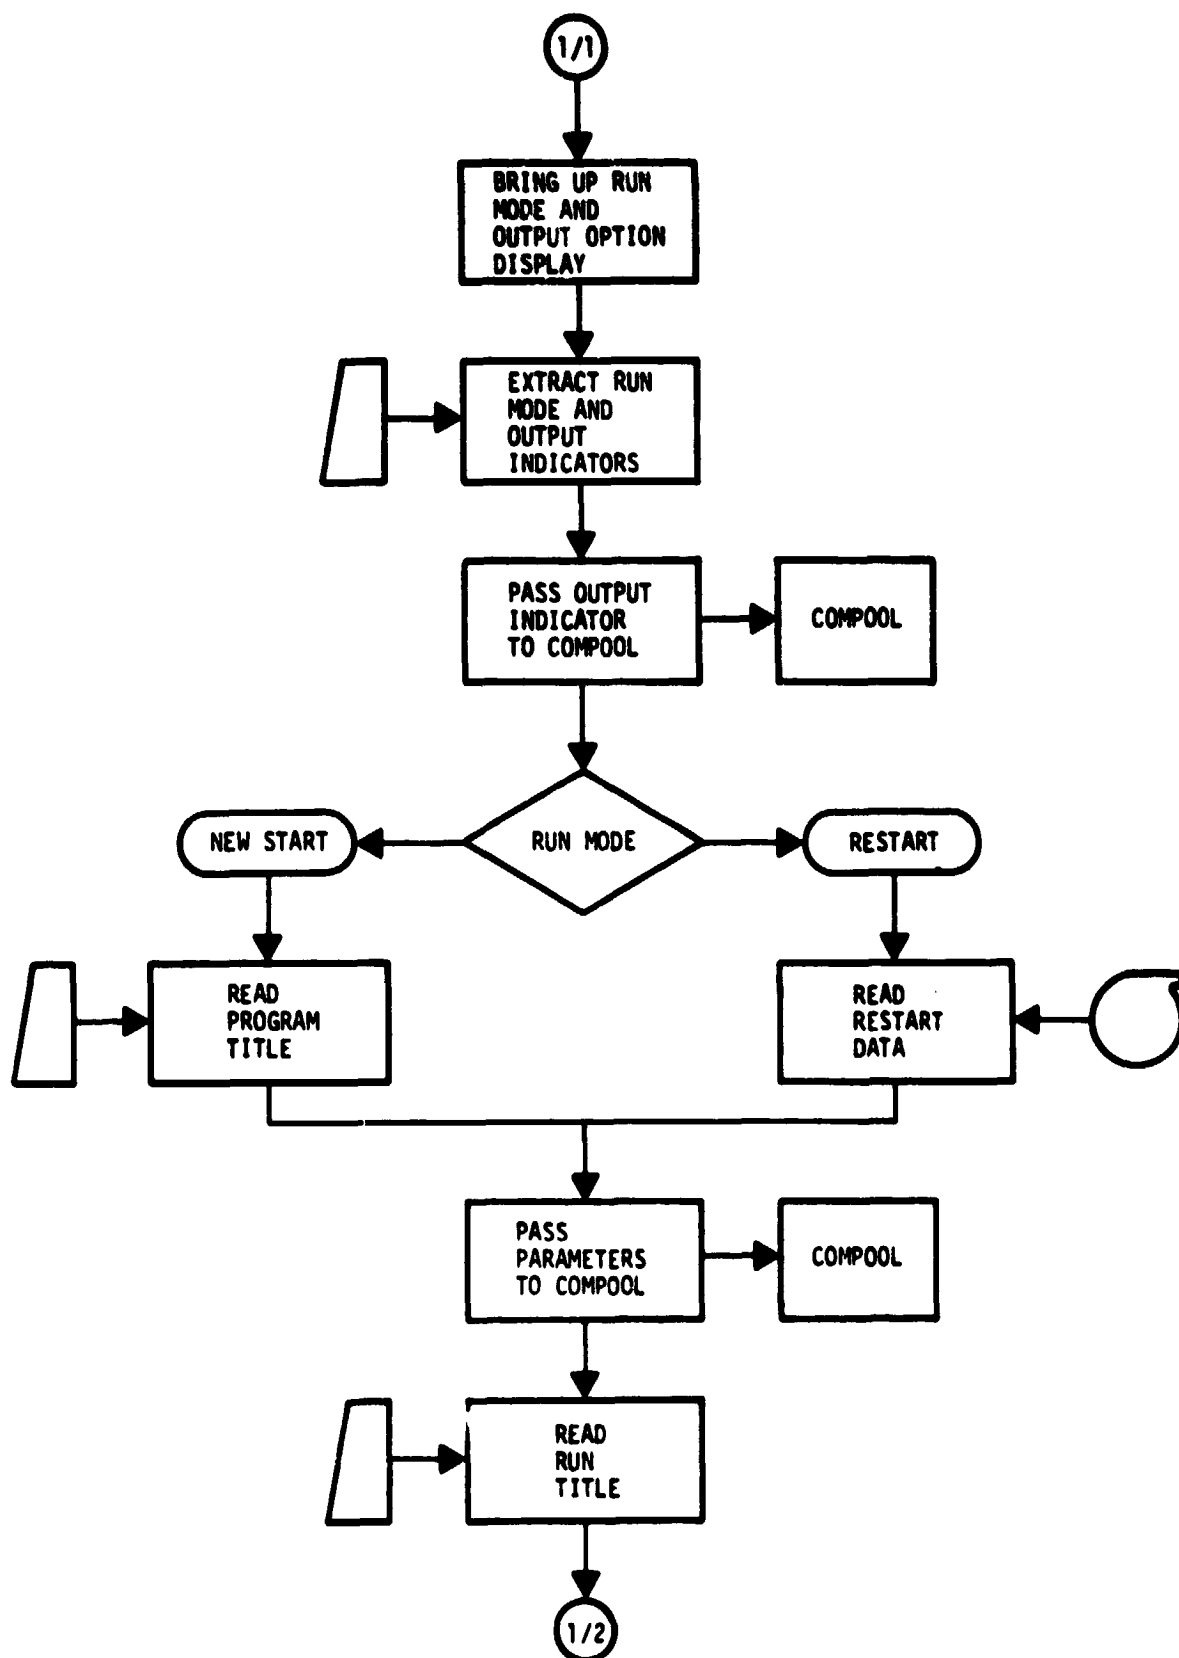 1/1
BRING UP RUN
MODE AND
OUTPUT OPTION
DISPLAY
EXTRACT RUN
MODE AND
OUTPUT
INDICATORS
PASS OUTPUT
INDICATOR
TO COMPOOL
COMPOOL
NEW START
RUN MODE
RESTART
READ
PROGRAM
TITLE
READ
RESTART
DATA
PASS
PARAMETERS
TO COMPOOL
COMPOOL
READ
RUN
TITLE
1/2